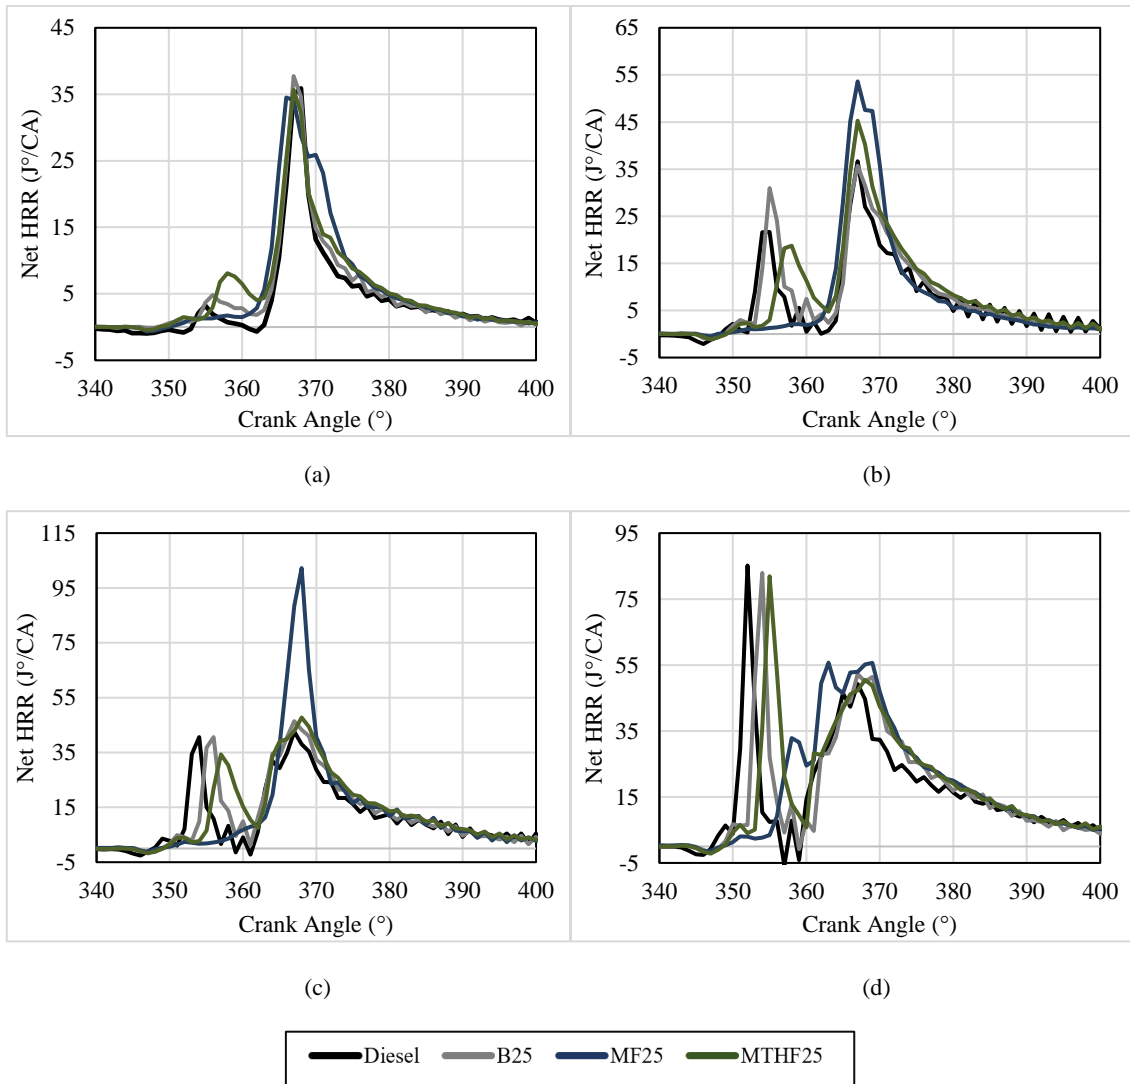 45
35
25
15
5
-5
340 350 360 370 380 390 400
Net HRR (J°/CA)
Crank Angle (°)
(a)
65
55
45
35
25
15
5
-5
340 350 360 370 380 390 400
Net HRR (J°/CA)
Crank Angle (°)
(b)
115
95
75
55
35
15
-5
340 350 360 370 380 390 400
Net HRR (J°/CA)
Crank Angle (°)
(c)
95
75
55
35
15
-5
340 350 360 370 380 390 400
Net HRR (J°/CA)
Crank Angle (°)
(d)
Diesel B25 MF25 MTHF25